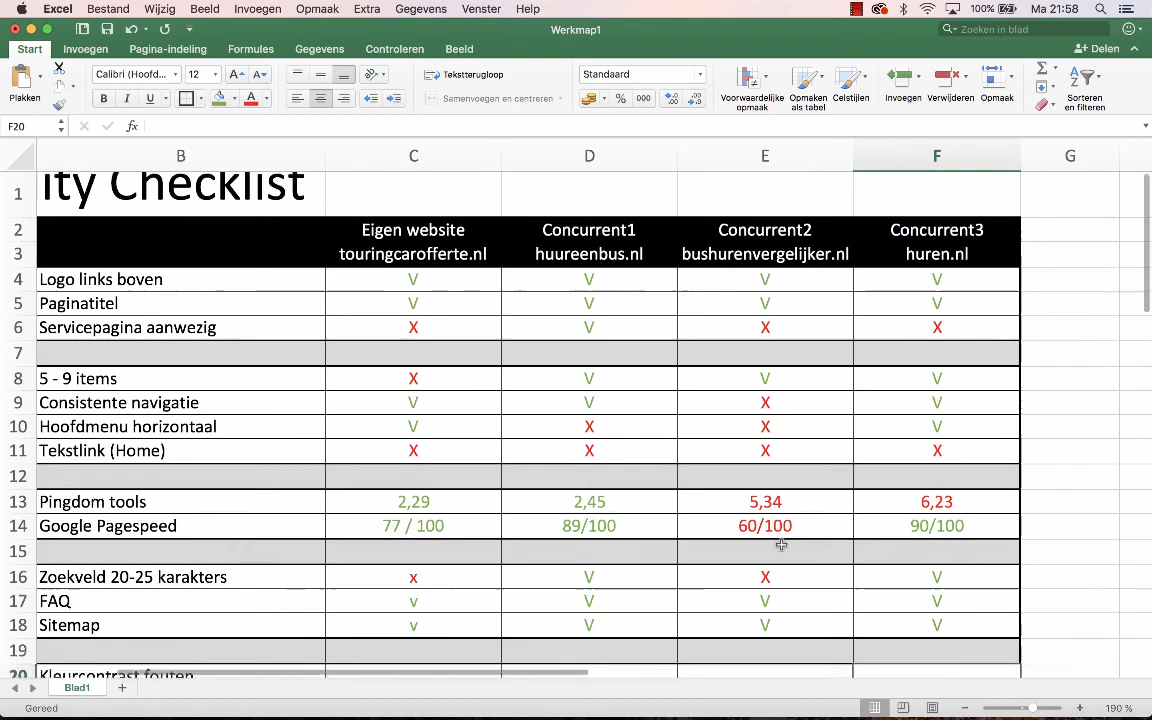 Excel Bestand Wijzig Beeld Invoegen Opmaak Extra Gegevens Venster Help 100% Ma 21:58
Werkmap1 Zoeken in blad
Start Invoegen Pagina-indeling Formules Gegevens Controleren Beeld Delen
Plakken Calibri (Hoofd... 12 A A Tekstterugloop Standaard
B I U A Samenvoegen en centreren % 000 Voorwaardelijke opmaak Opmaken als tabel Celstijlen Invoegen Verwijderen Opmaak Sorteren en filteren
F20 fx
B C D E F G
1 ity Checklist
2 Eigen website Concurrent1 Concurrent2 Concurrent3
3 touringcarofferte.nl huureenbus.nl bushurenvergelijker.nl huren.nl
4 Logo links boven V V V V
5 Paginatitel V V V V
6 Servicepagina aanwezig X V X X
7
8 5 - 9 items X V V V
9 Consistente navigatie V V X V
10 Hoofdmenu horizontaal V X X V
11 Tekstlink (Home) X X X X
12
13 Pingdom tools 2,29 2,45 5,34 6,23
14 Google Pagespeed 77 / 100 89/100 60/100 90/100
15
16 Zoekveld 20-25 karakters x V X V
17 FAQ v V V V
18 Sitemap v V V V
19
20 Kleurcontrast fouten
Blad1
Gereed 190 %